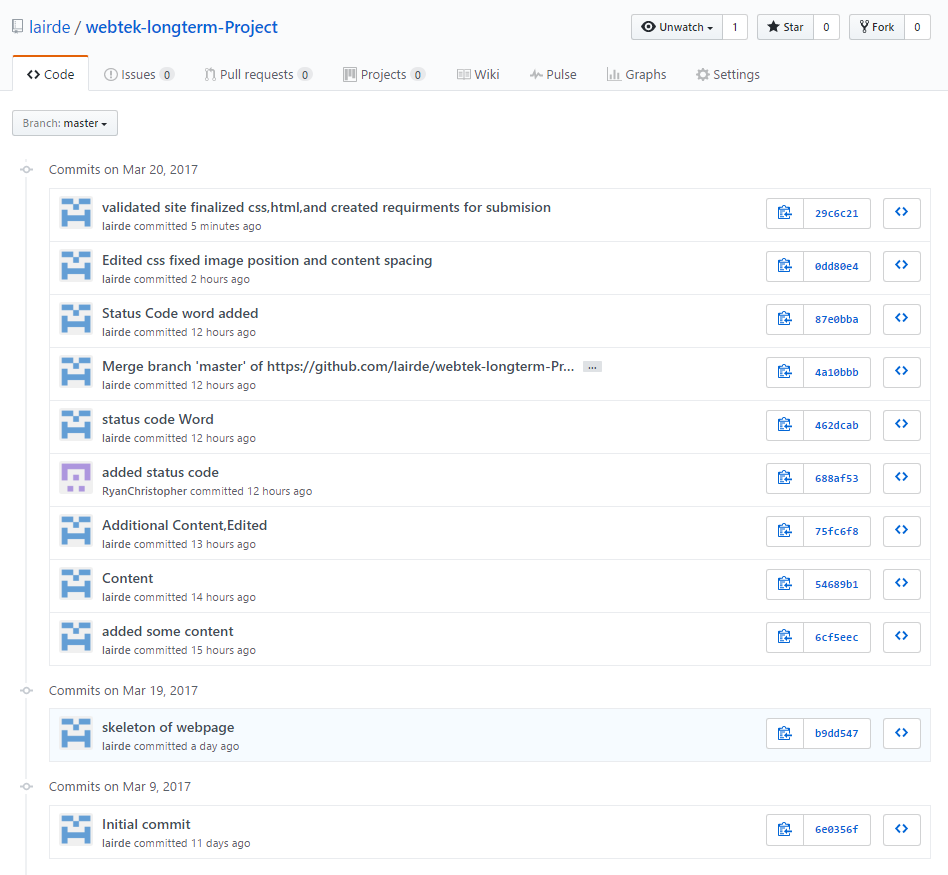 lairde / webtek-longterm-Project
Unwatch 1 Star 0 Fork 0
Code Issues 0 Pull requests 0 Projects 0 Wiki Pulse Graphs Settings
Branch: master
Commits on Mar 20, 2017
validated site finalized css,html,and created requirments for submision
lairde committed 5 minutes ago
29c6c21
Edited css fixed image position and content spacing
lairde committed 2 hours ago
0dd80e4
Status Code word added
lairde committed 12 hours ago
87e0bba
Merge branch 'master' of https://github.com/lairde/webtek-longterm-Pr... …
lairde committed 12 hours ago
4a10bbb
status code Word
lairde committed 12 hours ago
462dcab
added status code
RyanChristopher committed 12 hours ago
688af53
Additional Content,Edited
lairde committed 13 hours ago
75fc6f8
Content
lairde committed 14 hours ago
54689b1
added some content
lairde committed 15 hours ago
6cf5eec
Commits on Mar 19, 2017
skeleton of webpage
lairde committed a day ago
b9dd547
Commits on Mar 9, 2017
Initial commit
lairde committed 11 days ago
6e0356f